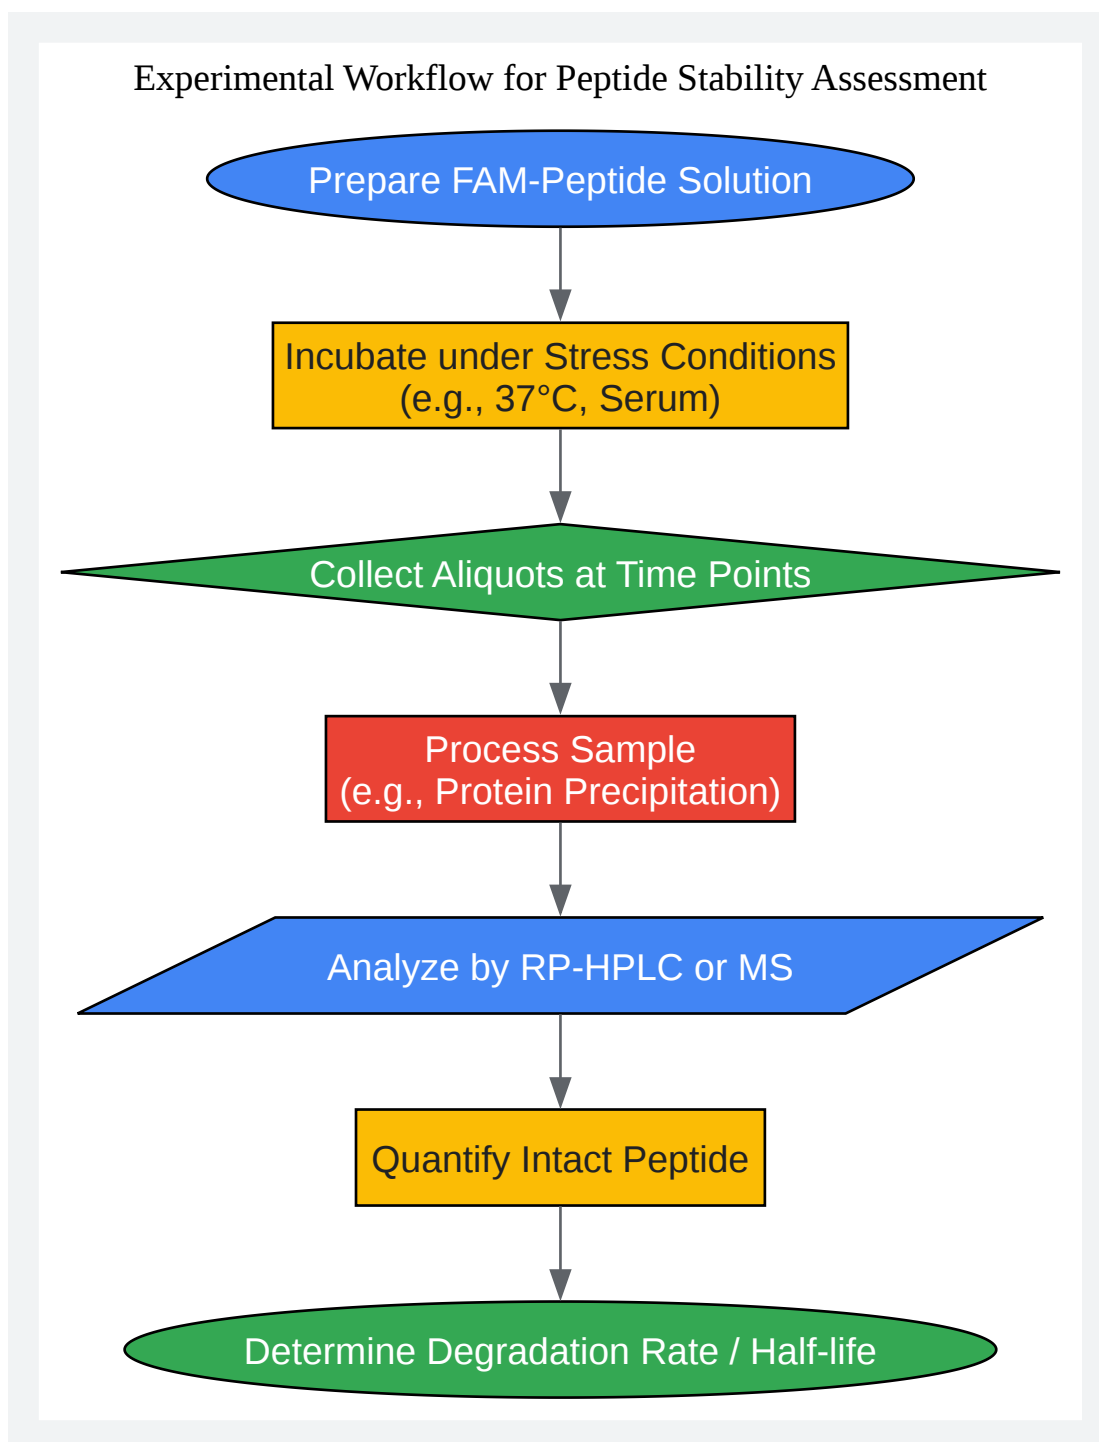 Experimental Workflow for Peptide Stability Assessment
Prepare FAM-Peptide Solution
Incubate under Stress Conditions
(e.g., 37°C, Serum)
Collect Aliquots at Time Points
Process Sample
(e.g., Protein Precipitation)
Analyze by RP-HPLC or MS
Quantify Intact Peptide
Determine Degradation Rate / Half-life